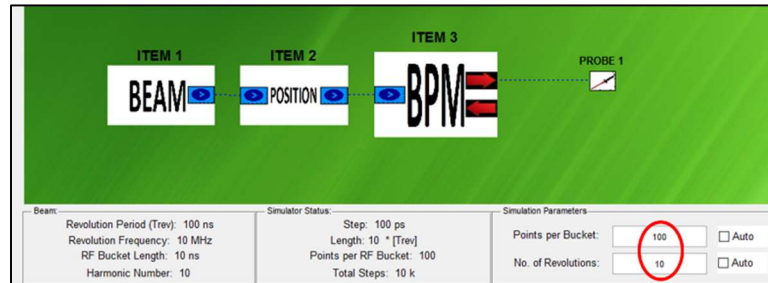 ITEM 1
ITEM 2
ITEM 3
PROBE 1
BEAM
POSITION
BPM
Beam:
Revolution Period (Trev): 100 ns
Revolution Frequency: 10 MHz
RF Bucket Length: 10 ns
Harmonic Number: 10
Simulator Status:
Step: 100 ps
Length: 10 * [Trev]
Points per RF Bucket: 100
Total Steps: 10 k
Simulation Parameters
Points per Bucket: 100 Auto
No. of Revolutions: 10 Auto